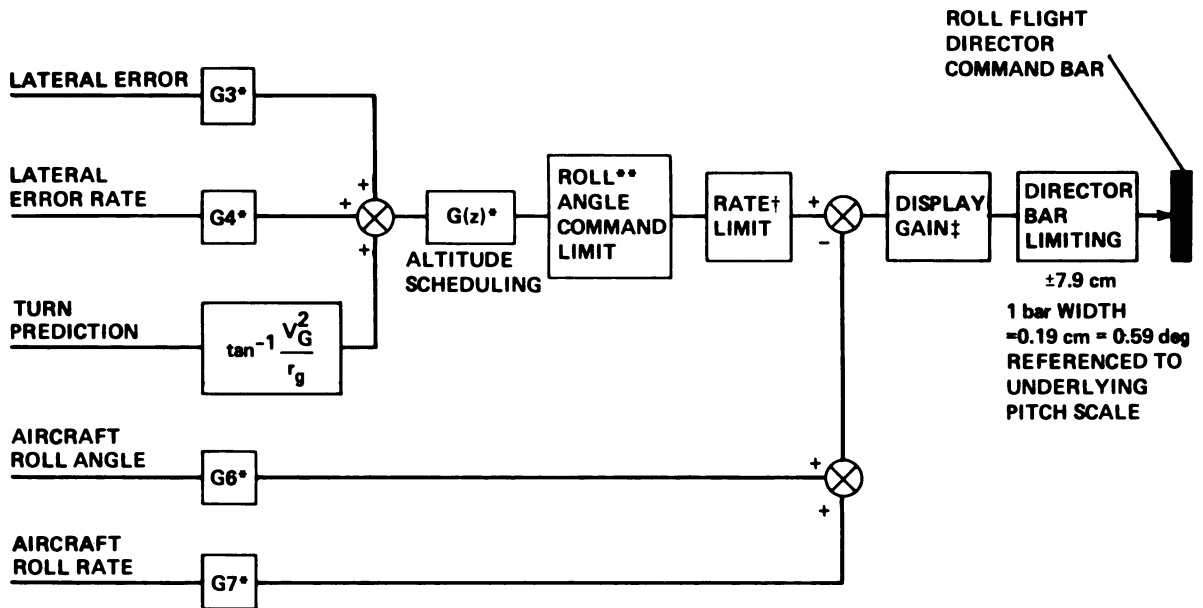 ROLL FLIGHT
DIRECTOR
COMMAND BAR
LATERAL ERROR
G3*
LATERAL
ERROR RATE
G4*
+
+
+
G(z)*
ALTITUDE
SCHEDULING
ROLL**
ANGLE
COMMAND
LIMIT
RATE†
LIMIT
+
−
DISPLAY
GAIN‡
DIRECTOR
BAR
LIMITING
±7.9 cm
1 bar WIDTH
=0.19 cm = 0.59 deg
REFERENCED TO
UNDERLYING
PITCH SCALE
TURN
PREDICTION
tan⁻¹ V_G²
r_g
AIRCRAFT
ROLL ANGLE
G6*
+
+
AIRCRAFT
ROLL RATE
G7*